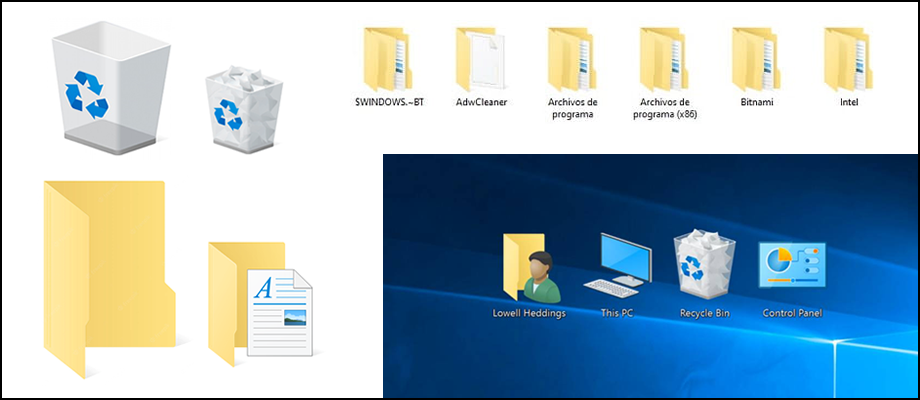 $WINDOWS.~BT
AdwCleaner
Archivos de
programa
Archivos de
programa (x86)
Bitnami
Intel
A
Lowell Heddings
This PC
Recycle Bin
Control Panel